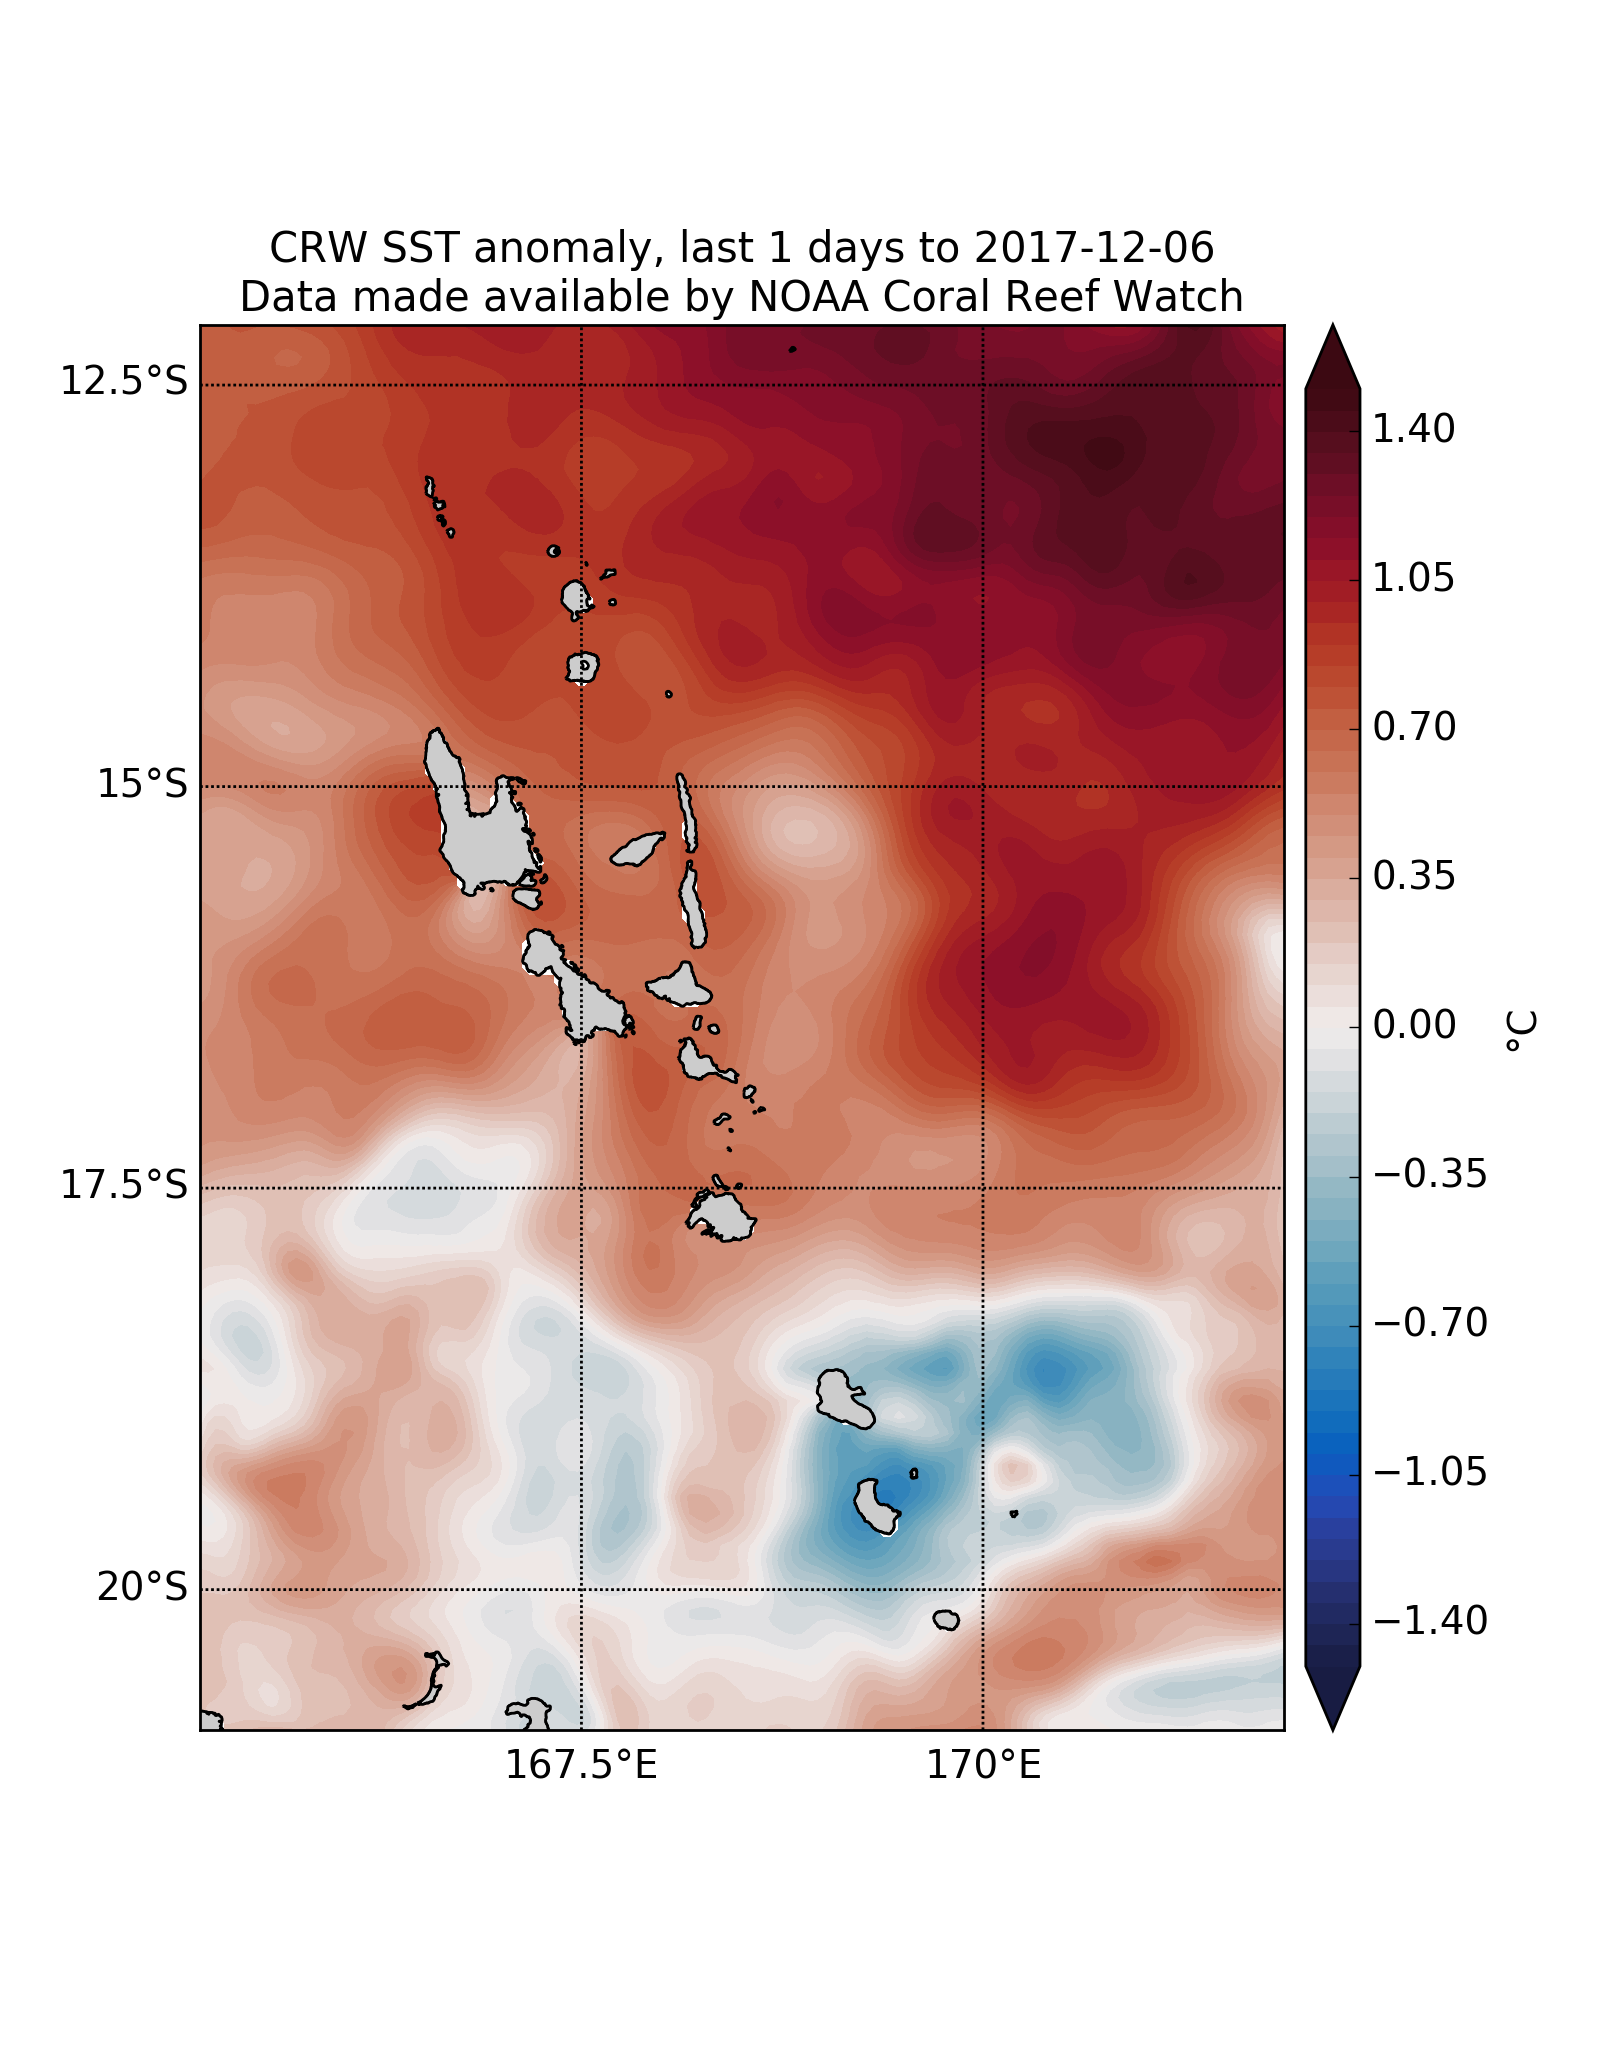 CRW SST anomaly, last 1 days to 2017-12-06
Data made available by NOAA Coral Reef Watch
12.5°S
15°S
17.5°S
20°S
167.5°E
170°E
1.40
1.05
0.70
0.35
0.00
−0.35
−0.70
−1.05
−1.40
°C